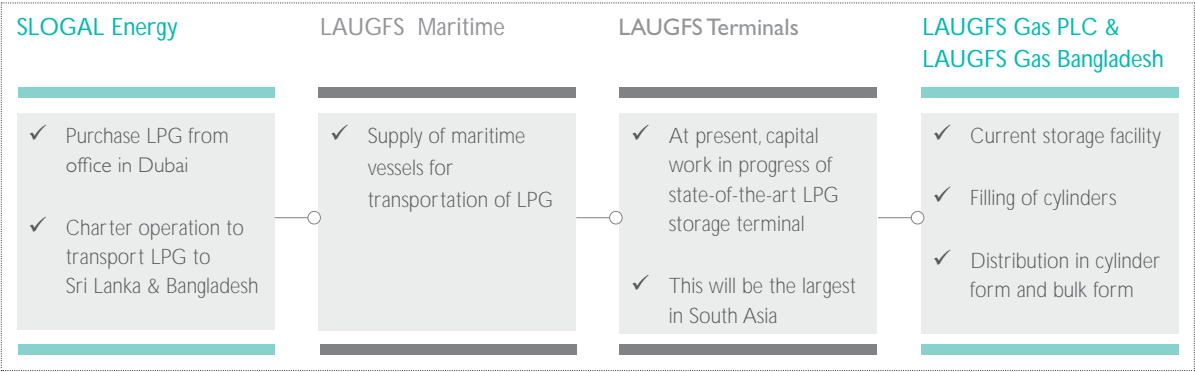 SLOGAL Energy
✓ Purchase LPG from
office in Dubai
✓ Charter operation to
transport LPG to
Sri Lanka & Bangladesh
LAUGFS Maritime
✓ Supply of maritime
vessels for
transportation of LPG
LAUGFS Terminals
✓ At present, capital
work in progress of
state-of-the-art LPG
storage terminal
✓ This will be the largest
in South Asia
LAUGFS Gas PLC &
LAUGFS Gas Bangladesh
✓ Current storage facility
✓ Filling of cylinders
✓ Distribution in cylinder
form and bulk form